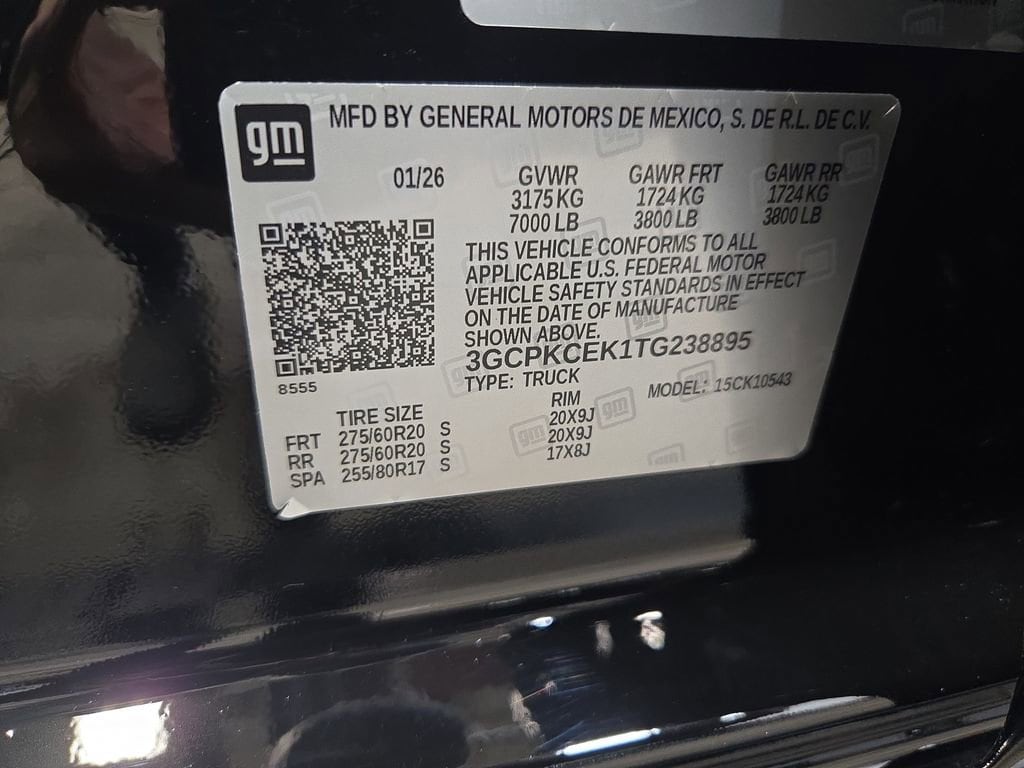 gm
MFD BY GENERAL MOTORS DE MEXICO, S. DE R.L. DE C.V.
01/26
GVWR GAWR FRT GAWR RR
3175 KG 1724 KG 1724 KG
7000 LB 3800 LB 3800 LB
THIS VEHICLE CONFORMS TO ALL
APPLICABLE U.S. FEDERAL MOTOR
VEHICLE SAFETY STANDARDS IN EFFECT
ON THE DATE OF MANUFACTURE
SHOWN ABOVE.
3GCPKCEK1TG238895
8555
TYPE: TRUCK MODEL: 15CK10543
TIRE SIZE RIM
FRT 275/60R20 S 20X9J
RR 275/60R20 S 20X9J
SPA 255/80R17 S 17X8J